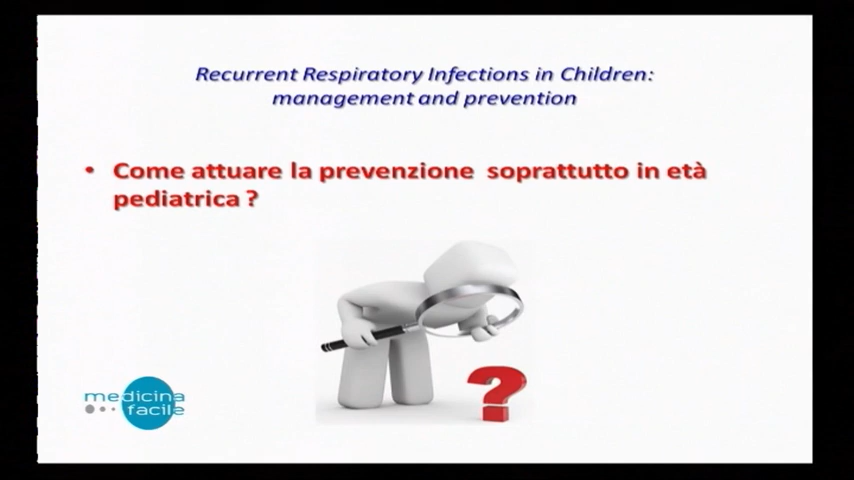 Recurrent Respiratory Infections in Children:
management and prevention
• Come attuare la prevenzione soprattutto in età
pediatrica ?
medicina
facile
?